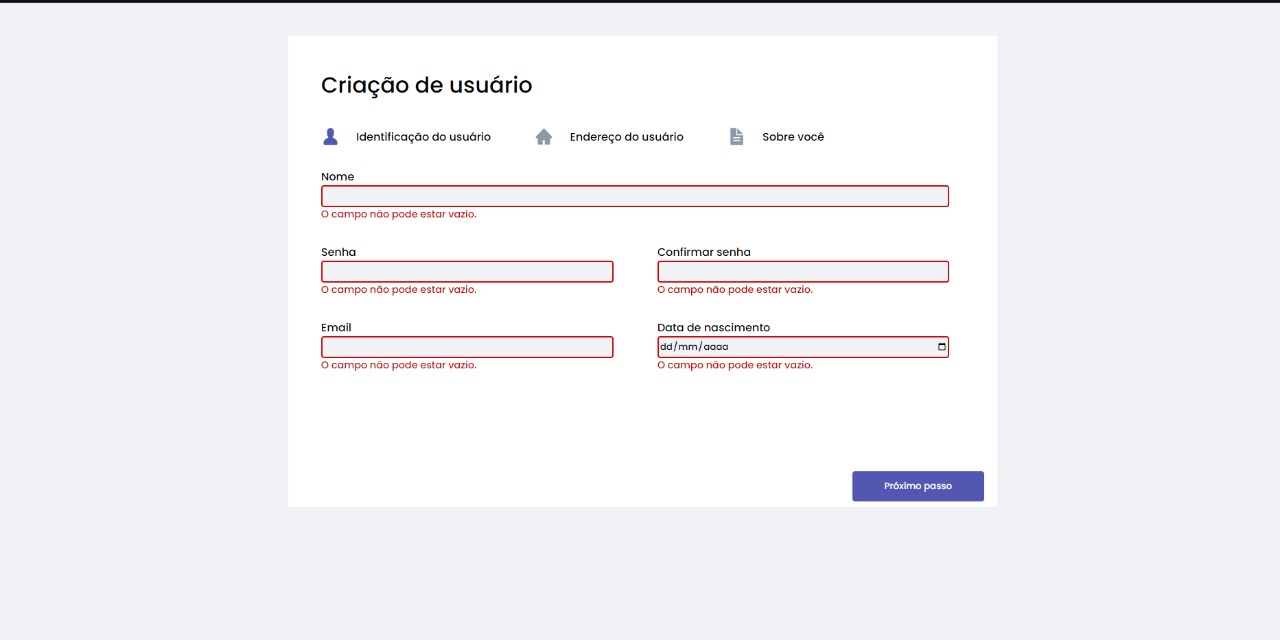 Criação de usuário
Identificação do usuário Endereço do usuário Sobre você
Nome
O campo não pode estar vazio.
Senha Confirmar senha
O campo não pode estar vazio. O campo não pode estar vazio.
Email Data de nascimento
dd/mm/aaaa
O campo não pode estar vazio. O campo não pode estar vazio.
Próximo passo